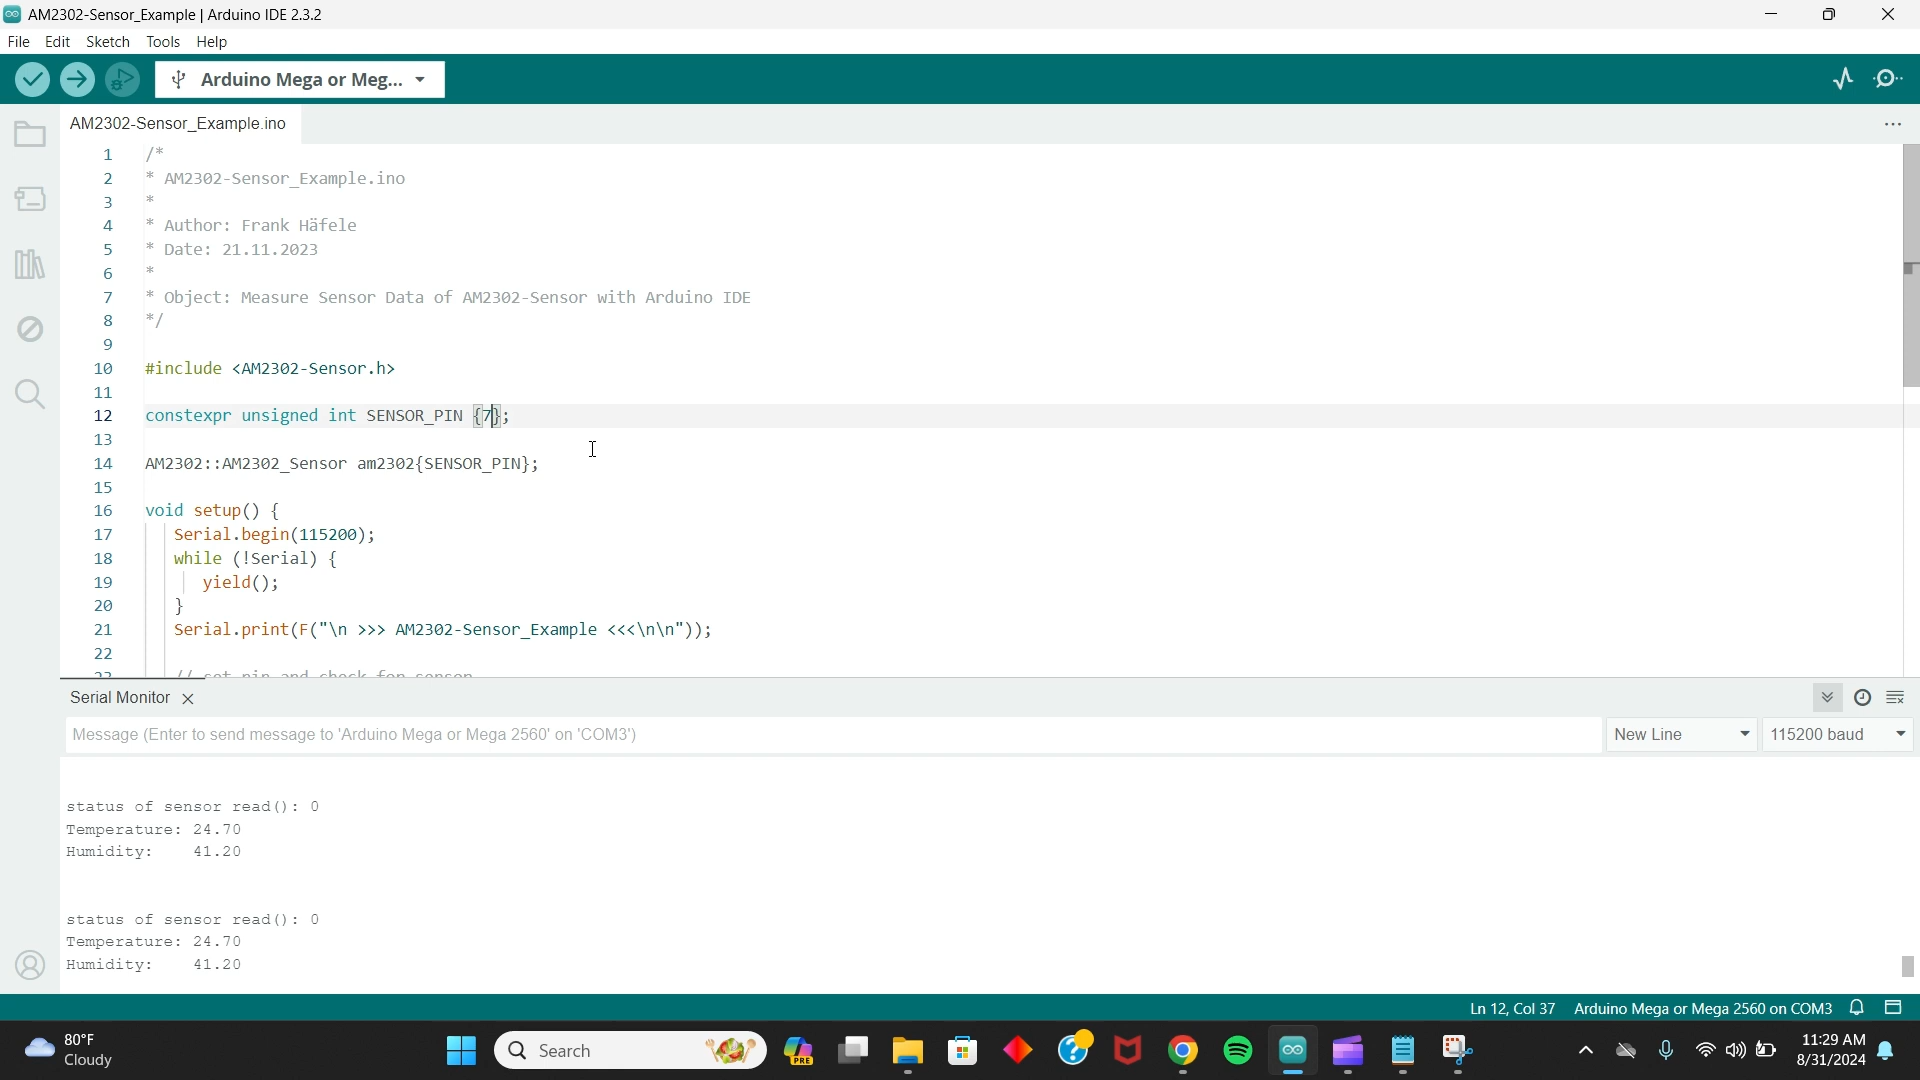 AM2302-Sensor_Example | Arduino IDE 2.3.2
File Edit Sketch Tools Help
Arduino Mega or Meg...
AM2302-Sensor_Example.ino
1 /*
2 * AM2302-Sensor_Example.ino
3 *
4 * Author: Frank Häfele
5 * Date: 21.11.2023
6 *
7 * Object: Measure Sensor Data of AM2302-Sensor with Arduino IDE
8 */
9
10 #include <AM2302-Sensor.h>
11
12 constexpr unsigned int SENSOR_PIN {7};
13
14 AM2302::AM2302_Sensor am2302{SENSOR_PIN};
15
16 void setup() {
17 Serial.begin(115200);
18 while (!Serial) {
19 yield();
20 }
21 Serial.print(F("\n >>> AM2302-Sensor_Example <<<\n\n"));
22
23 // set pin and check for sensor
Serial Monitor
Message (Enter to send message to 'Arduino Mega or Mega 2560' on 'COM3') New Line 115200 baud
status of sensor read(): 0
Temperature: 24.70
Humidity: 41.20
status of sensor read(): 0
Temperature: 24.70
Humidity: 41.20
Ln 12, Col 37 Arduino Mega or Mega 2560 on COM3
80°F
Cloudy
Search
PRE
11:29 AM
8/31/2024